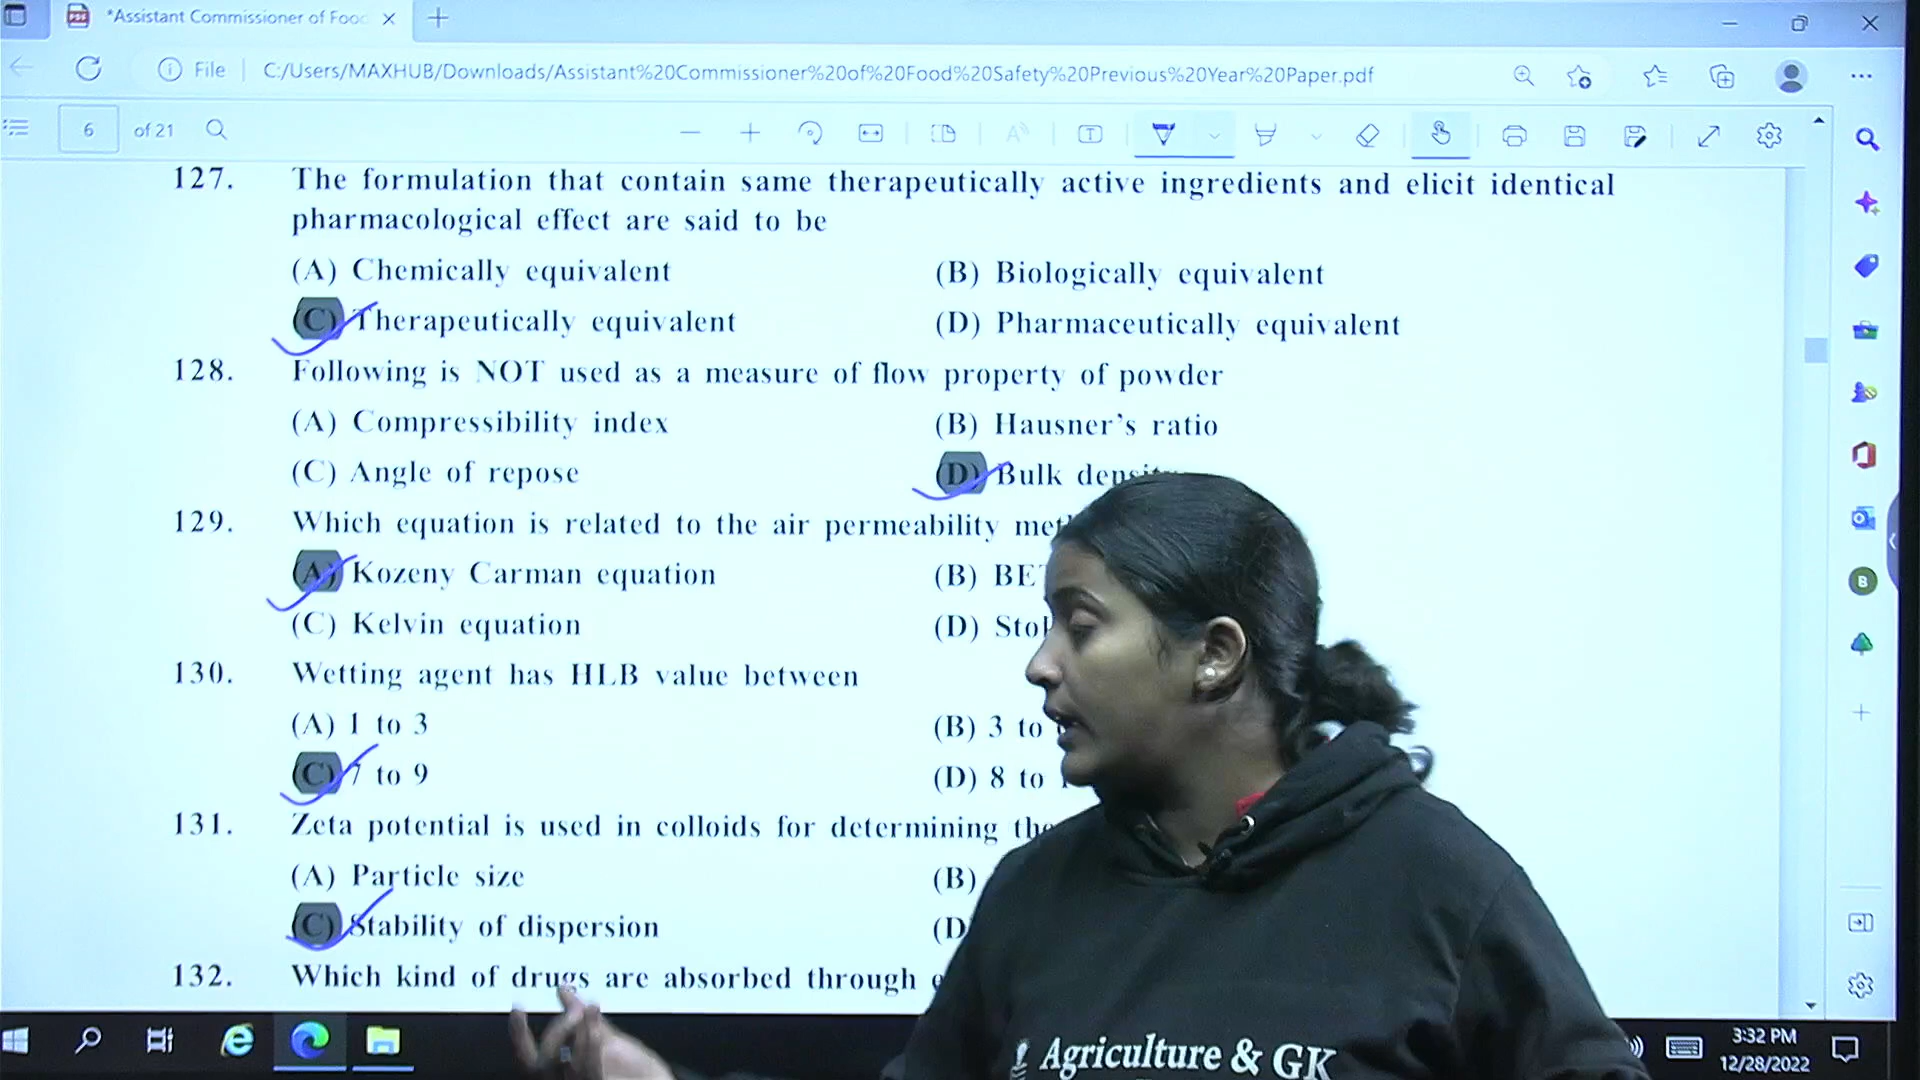 *Assistant Commissioner of Food
File
C:/Users/MAXHUB/Downloads/Assistant%20Commissioner%20of%20Food%20Safety%20Previous%20Year%20Paper.pdf
6 of 21
127. The formulation that contain same therapeutically active ingredients and elicit identical
pharmacological effect are said to be
(A) Chemically equivalent (B) Biologically equivalent
(C) Therapeutically equivalent (D) Pharmaceutically equivalent
128. Following is NOT used as a measure of flow property of powder
(A) Compressibility index (B) Hausner's ratio
(C) Angle of repose (D) Bulk
129. Which equation is related to the air permeability
(A) Kozeny Carman equation (B)
(C) Kelvin equation (D)
130. Wetting agent has HLB value between
(A) 1 to 3 (B) 3 to
(C) 7 to 9 (D) 8 to
131. Zeta potential is used in colloids for determining
(A) Particle size (B)
(C) Stability of dispersion (D
132. Which kind of drugs are absorbed through
Agriculture & GK
3:32 PM
12/28/2022